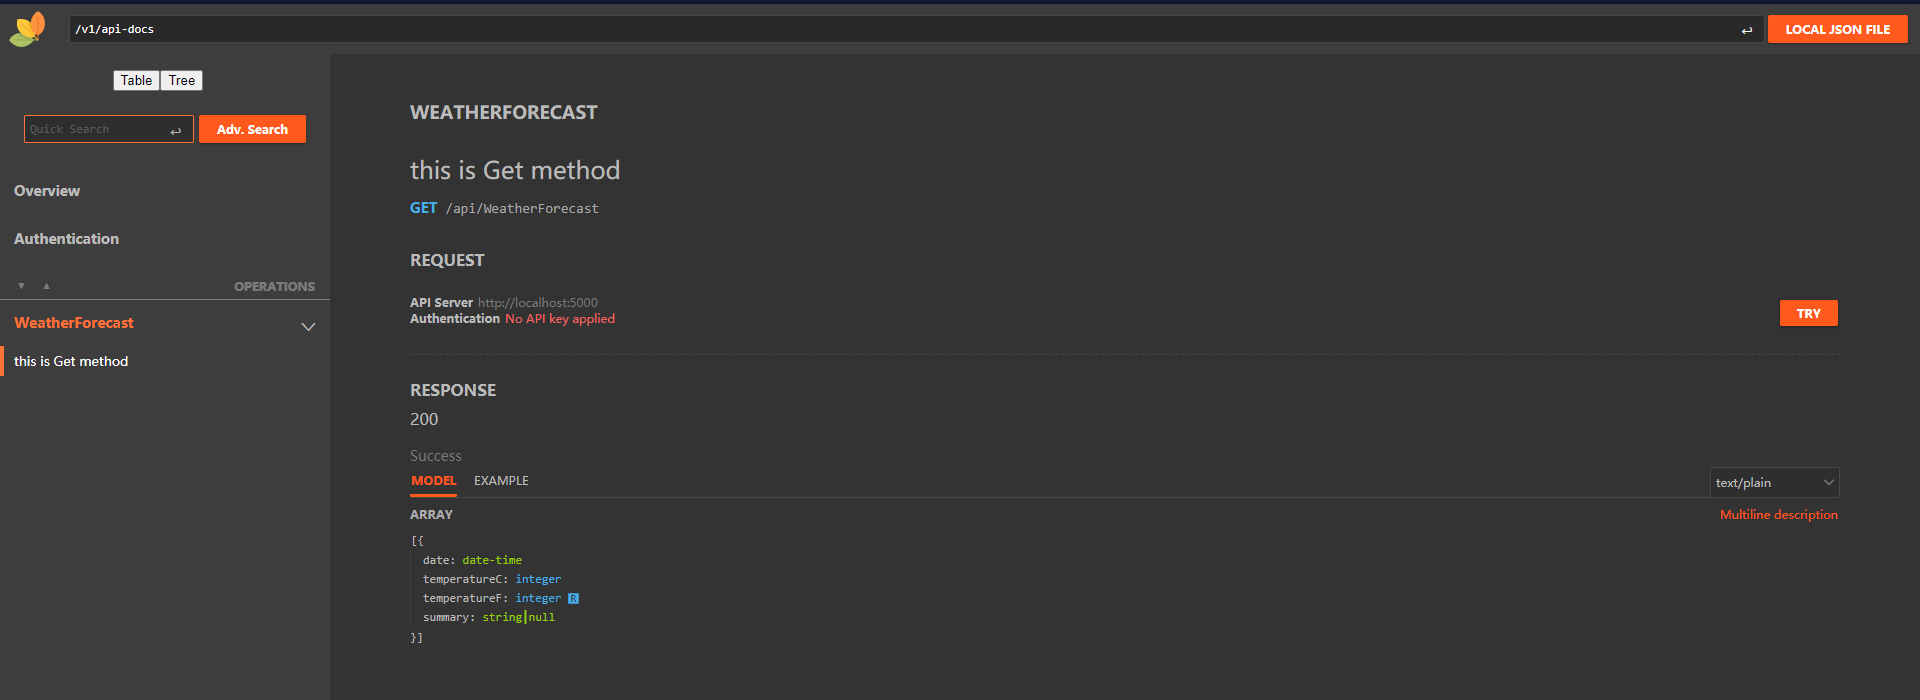 /v1/api-docs ↩ LOCAL JSON FILE
Table Tree
Quick Search ↩ Adv. Search
Overview
Authentication
▼ ▲ OPERATIONS
WeatherForecast
this is Get method
WEATHERFORECAST
this is Get method
GET /api/WeatherForecast
REQUEST
API Server http://localhost:5000
Authentication No API key applied
TRY
RESPONSE
200
Success
MODEL EXAMPLE text/plain
ARRAY Multiline description
[{
date: date-time
temperatureC: integer
temperatureF: integer R
summary: string┃null
}]